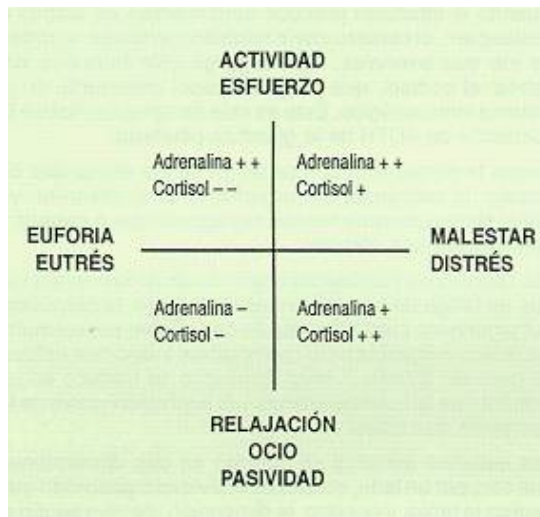 ACTIVIDAD
ESFUERZO
Adrenalina + +
Cortisol – –
Adrenalina + +
Cortisol +
EUFORIA
EUTRÉS
MALESTAR
DISTRÉS
Adrenalina –
Cortisol –
Adrenalina +
Cortisol + +
RELAJACIÓN
OCIO
PASIVIDAD